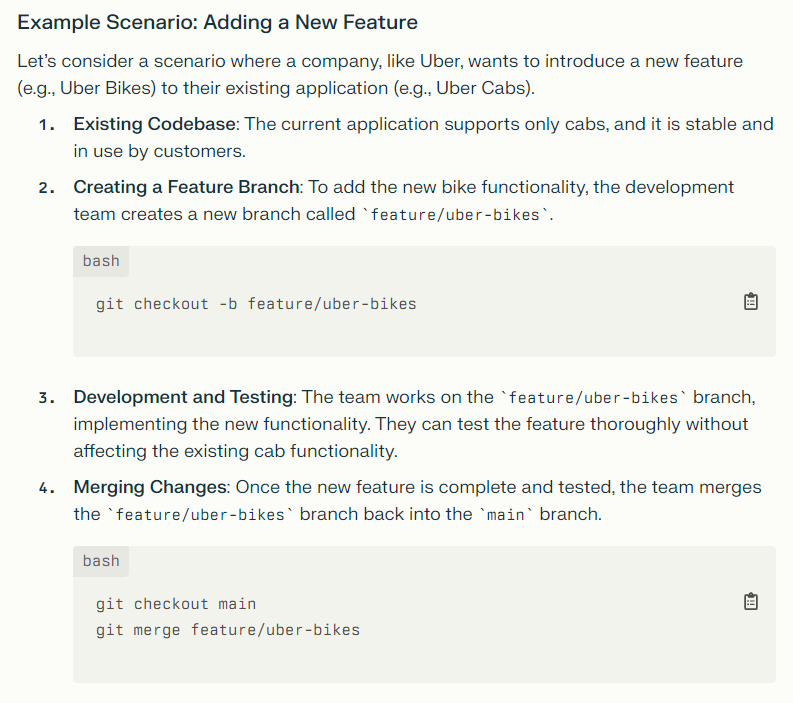 Example Scenario: Adding a New Feature
Let’s consider a scenario where a company, like Uber, wants to introduce a new feature
(e.g., Uber Bikes) to their existing application (e.g., Uber Cabs).
1. Existing Codebase: The current application supports only cabs, and it is stable and
in use by customers.
2. Creating a Feature Branch: To add the new bike functionality, the development
team creates a new branch called `feature/uber-bikes`.
bash
git checkout -b feature/uber-bikes
3. Development and Testing: The team works on the `feature/uber-bikes` branch,
implementing the new functionality. They can test the feature thoroughly without
affecting the existing cab functionality.
4. Merging Changes: Once the new feature is complete and tested, the team merges
the `feature/uber-bikes` branch back into the `main` branch.
bash
git checkout main
git merge feature/uber-bikes